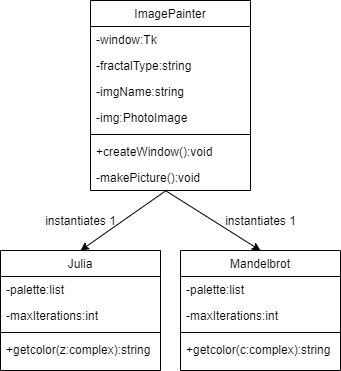 ImagePainter
-window:Tk
-fractalType:string
-imgName:string
-img:PhotoImage
+createWindow():void
-makePicture():void
instantiates 1
instantiates 1
Julia
-palette:list
-maxIterations:int
+getcolor(z:complex):string
Mandelbrot
-palette:list
-maxIterations:int
+getcolor(c:complex):string